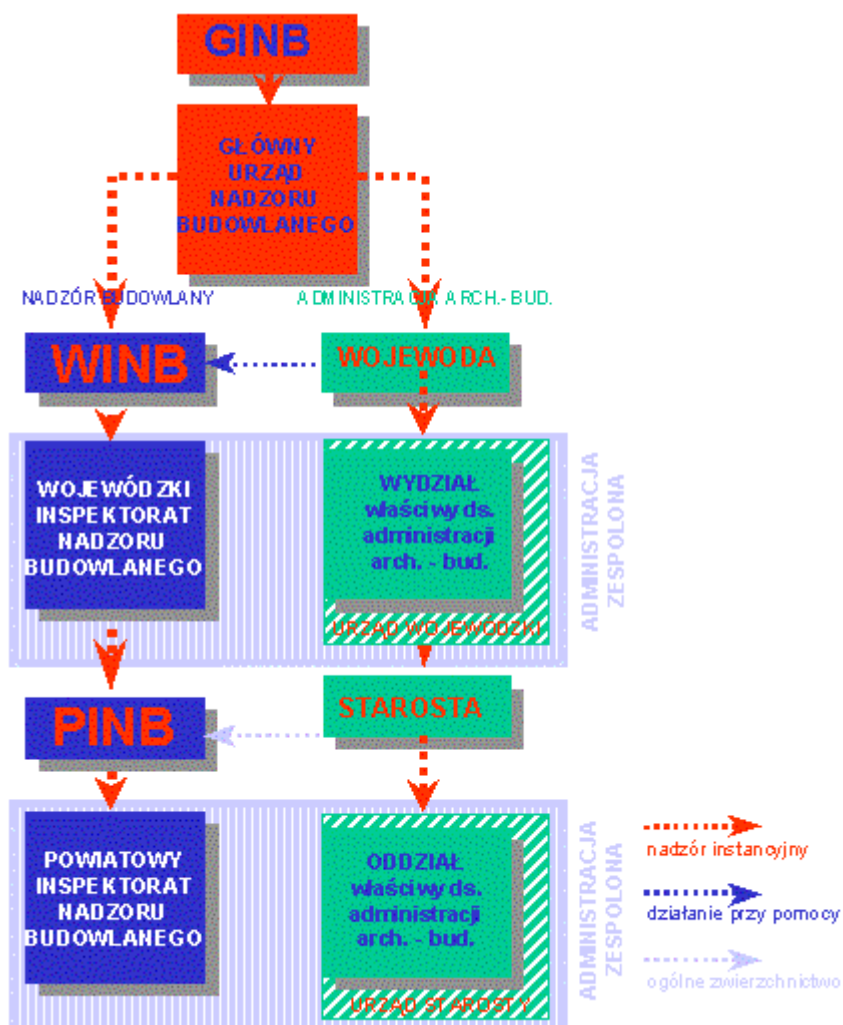 GINB
GŁÓWNY
URZĄD
NADZORU
BUDOWLANEGO
NADZÓR BUDOWLANY
ADMINISTRACJA ARCH.- BUD.
WINB
WOJEWODA
WOJEWÓDZKI
INSPEKTORAT
NADZORU
BUDOWLANEGO
WYDZIAŁ
właściwy ds.
administracji
arch. - bud.
URZĄD WOJEWÓDZKI
ADMINISTRACJA
ZESPOLONA
PINB
STAROSTA
POWIATOWY
INSPEKTORAT
NADZORU
BUDOWLANEGO
ODDZIAŁ
właściwy ds.
administracji
arch. - bud.
URZĄD STAROSTY
ADMINISTRACJA
ZESPOLONA
nadzór instancyjny
działanie przy pomocy
ogólne zwierzchnictwo